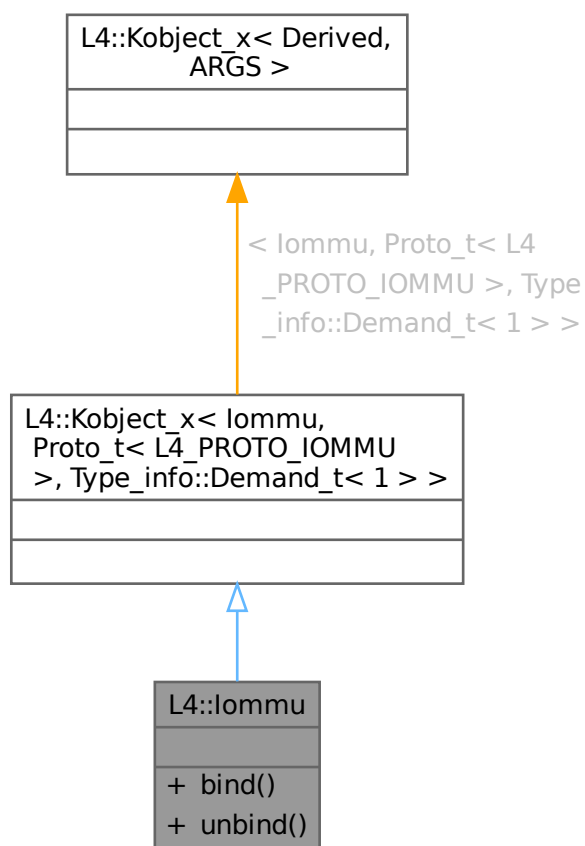 L4::Kobject_x< Derived,
ARGS >
< Iommu, Proto_t< L4
_PROTO_IOMMU >, Type
_info::Demand_t< 1 > >
L4::Kobject_x< Iommu,
Proto_t< L4_PROTO_IOMMU
>, Type_info::Demand_t< 1 > >
L4::Iommu
+ bind()
+ unbind()